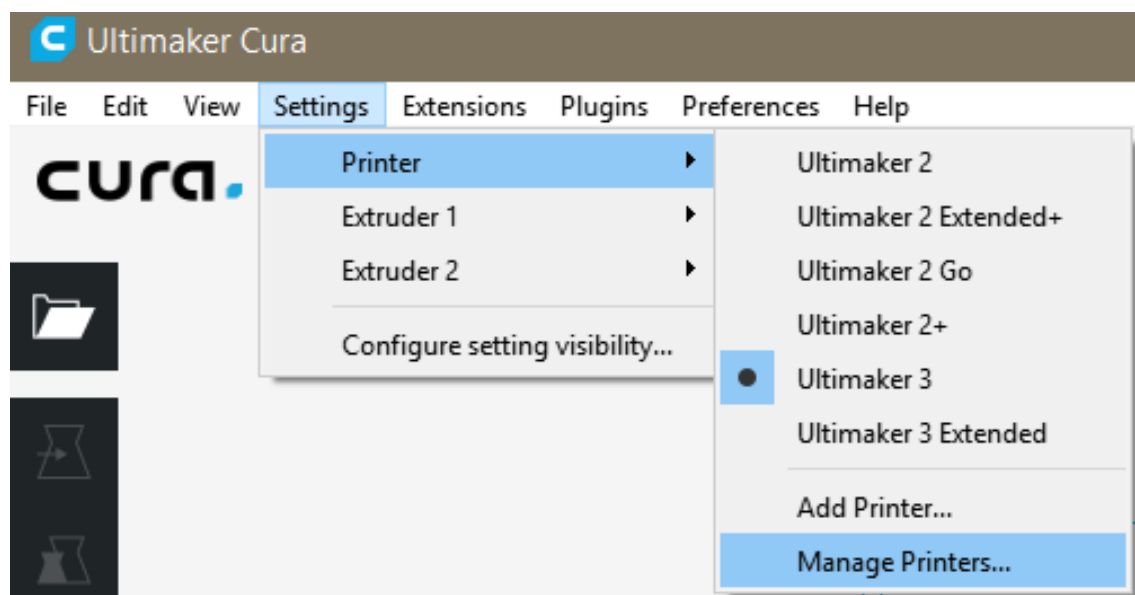 Ultimaker Cura
File Edit View Settings Extensions Plugins Preferences Help
cura.
Printer
Extruder 1
Extruder 2
Configure setting visibility...
Ultimaker 2
Ultimaker 2 Extended+
Ultimaker 2 Go
Ultimaker 2+
Ultimaker 3
Ultimaker 3 Extended
Add Printer...
Manage Printers...